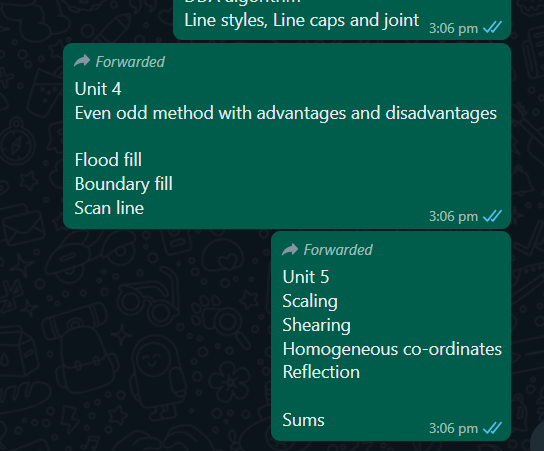 DDA algorithm
Line styles, Line caps and joint
3:06 pm
Forwarded
Unit 4
Even odd method with advantages and disadvantages
Flood fill
Boundary fill
Scan line
3:06 pm
Forwarded
Unit 5
Scaling
Shearing
Homogeneous co-ordinates
Reflection
Sums
3:06 pm